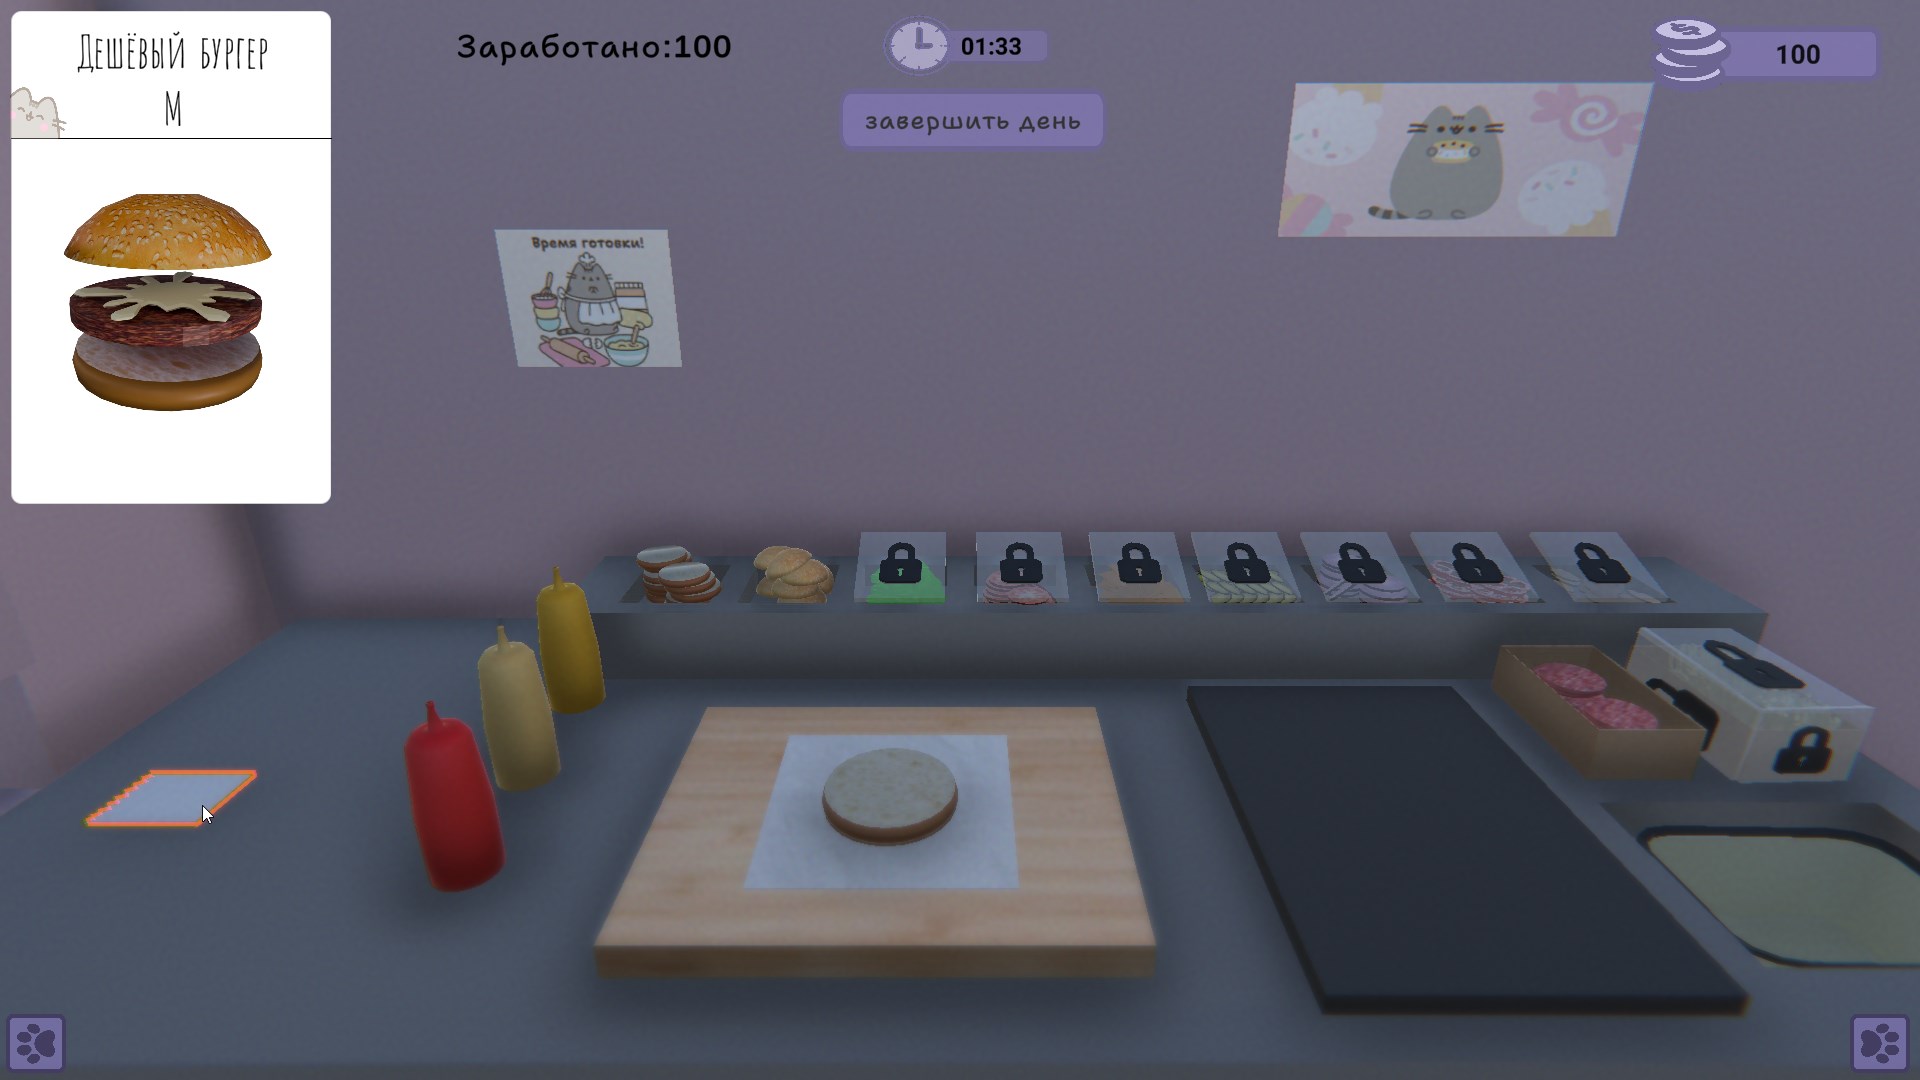 Дешёвый бургер
М
Заработано:100
01:33
100
завершить день
Время готовки!